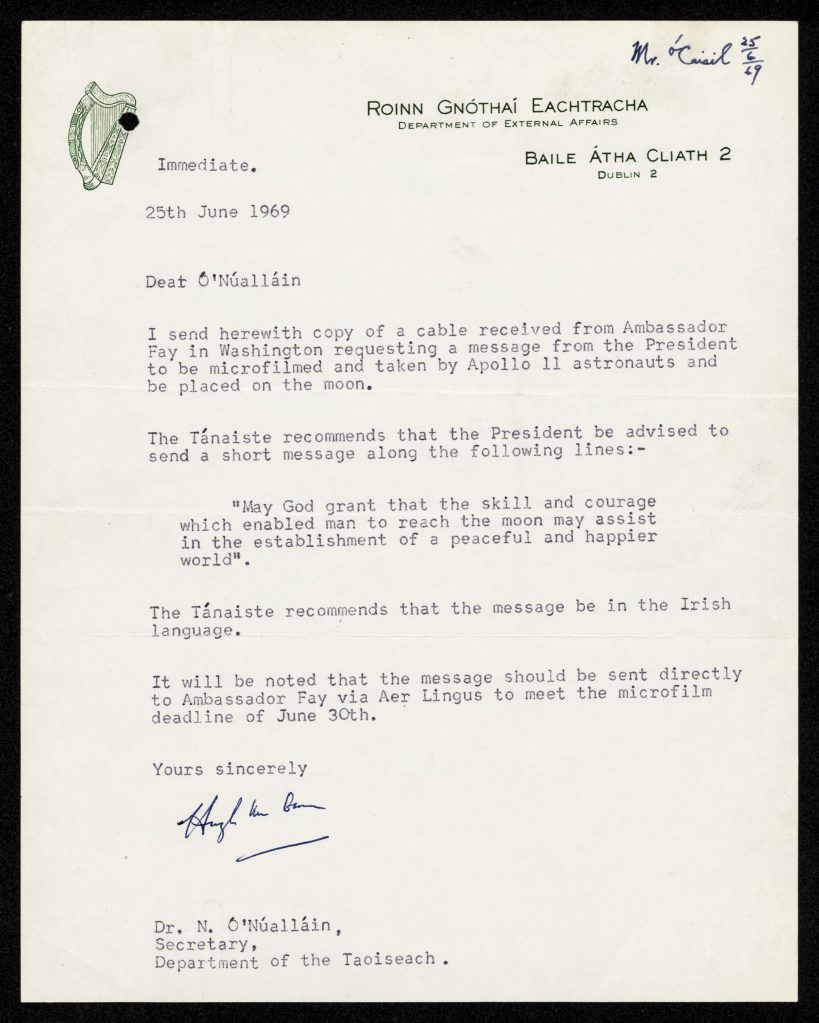 Mr. Ó'Caisil 25/6/69
ROINN GNÓTHAÍ EACHTRACHA
DEPARTMENT OF EXTERNAL AFFAIRS
BAILE ÁTHA CLIATH 2
DUBLIN 2
Immediate.
25th June 1969
Deat Ó'Núalláin
I send herewith copy of a cable received from Ambassador
Fay in Washington requesting a message from the President
to be microfilmed and taken by Apollo 11 astronauts and
be placed on the moon.
The Tánaiste recommends that the President be advised to
send a short message along the following lines:-
"May God grant that the skill and courage
which enabled man to reach the moon may assist
in the establishment of a peaceful and happier
world".
The Tánaiste recommends that the message be in the Irish
language.
It will be noted that the message should be sent directly
to Ambassador Fay via Aer Lingus to meet the microfilm
deadline of June 30th.
Yours sincerely
Hugh
Dr. N. Ó'Núalláin,
Secretary,
Department of the Taoiseach.